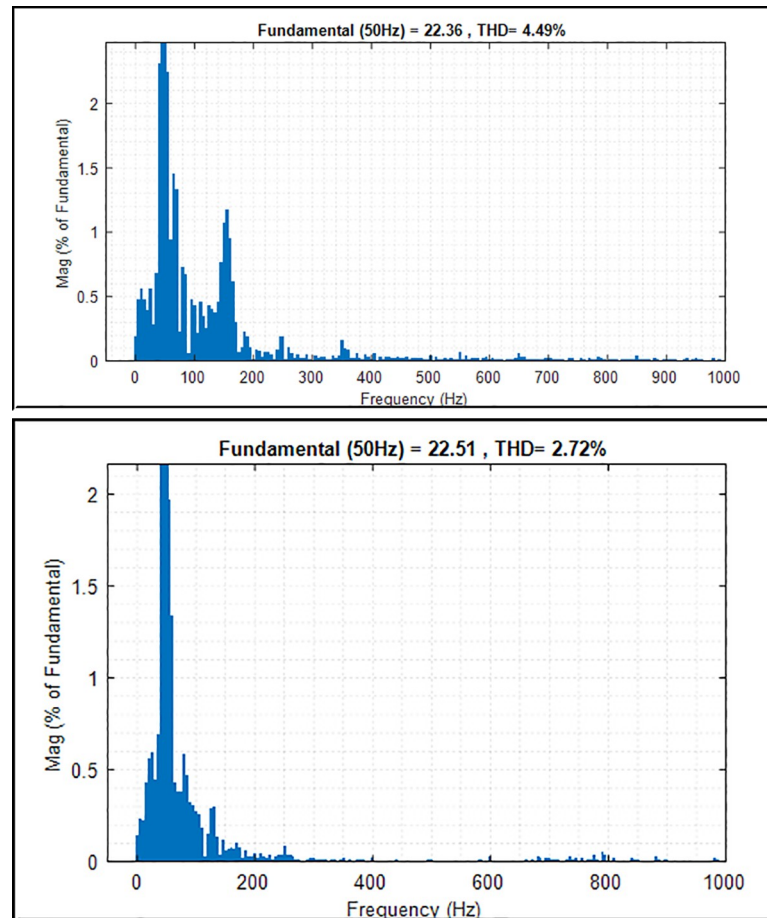 Fundamental (50Hz) = 22.36 , THD= 4.49%
Mag (% of Fundamental)
2
1.5
1
0.5
0
0 100 200 300 400 500 600 700 800 900 1000
Frequency (Hz)
Fundamental (50Hz) = 22.51 , THD= 2.72%
Mag (% of Fundamental)
2
1.5
1
0.5
0
0 200 400 600 800 1000
Frequency (Hz)